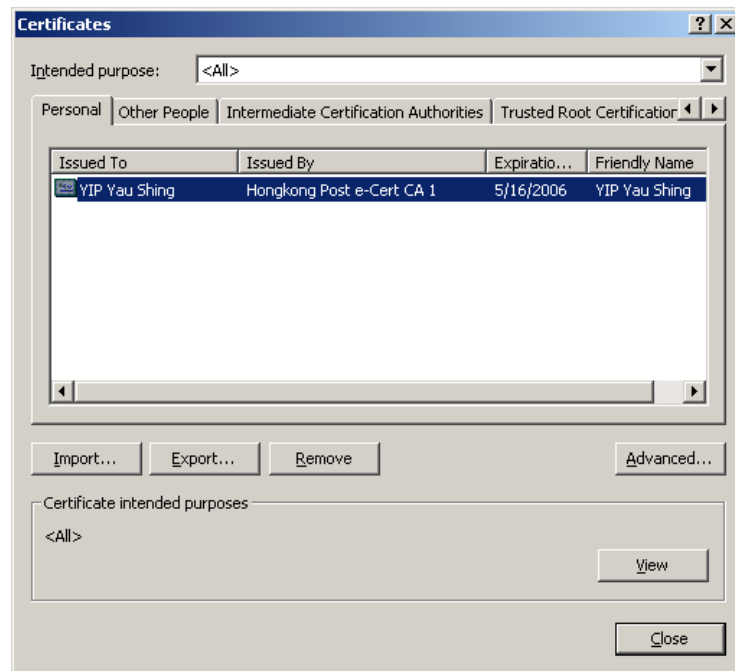 Certificates
Intended purpose: <All>
Personal Other People Intermediate Certification Authorities Trusted Root Certification
Issued To Issued By Expiratio... Friendly Name
YIP Yau Shing Hongkong Post e-Cert CA 1 5/16/2006 YIP Yau Shing
Import... Export... Remove Advanced...
Certificate intended purposes
<All>
View
Close